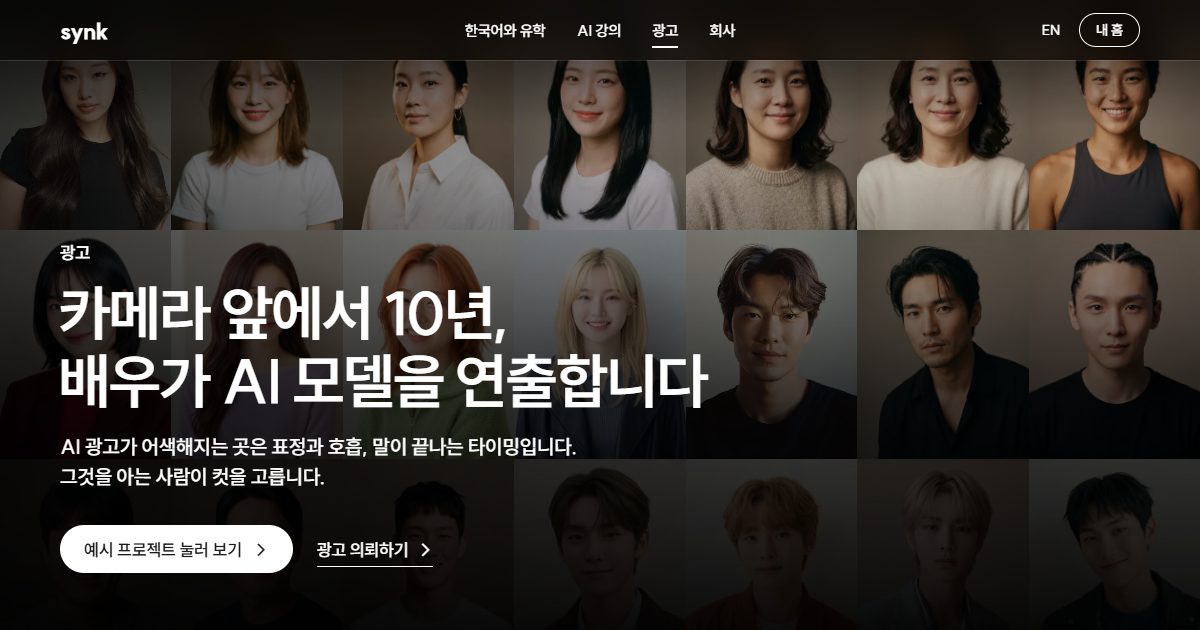 synk
한국어와 유학
AI 강의
광고
회사
EN
내 홈
광고
카메라 앞에서 10년,
배우가 AI 모델을 연출합니다
AI 광고가 어색해지는 곳은 표정과 호흡, 말이 끝나는 타이밍입니다.
그것을 아는 사람이 컷을 고릅니다.
예시 프로젝트 눌러 보기
광고 의뢰하기